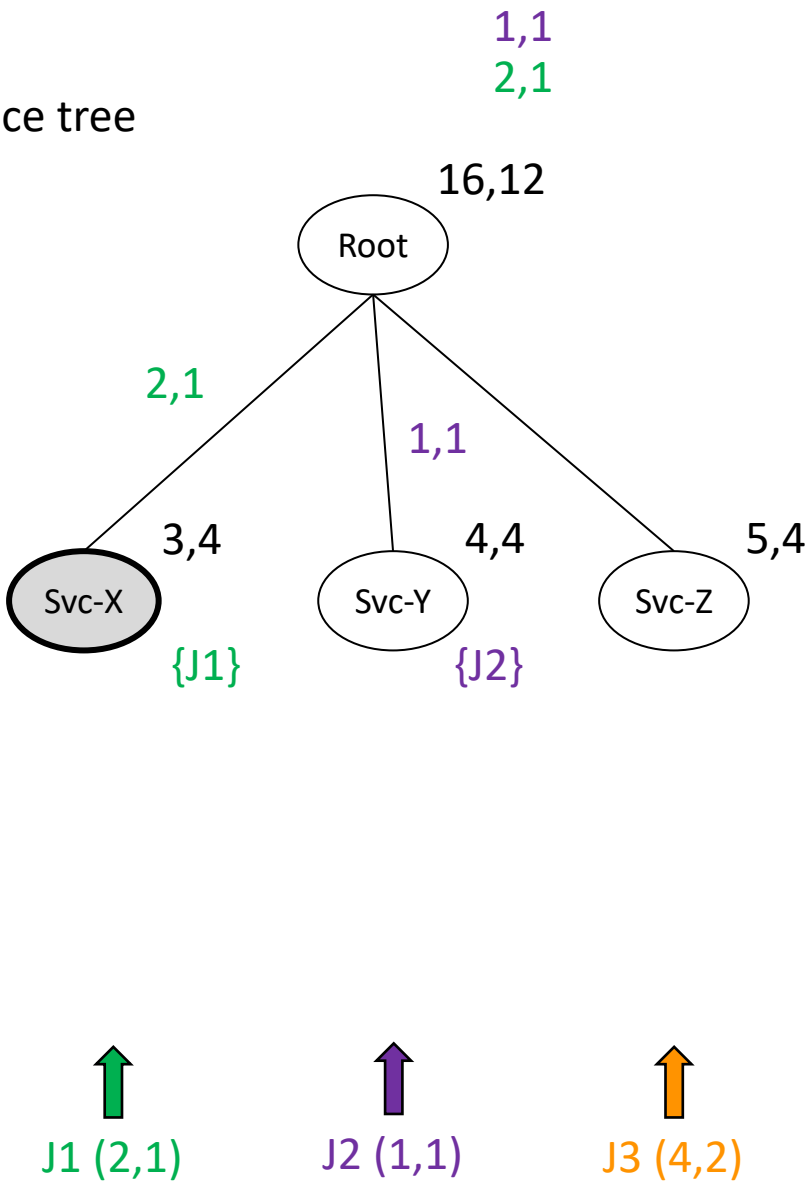 1,1
2,1
ce tree
16,12
Root
2,1
1,1
3,4
4,4
5,4
Svc-X
Svc-Y
Svc-Z
{J1}
{J2}
J1 (2,1)
J2 (1,1)
J3 (4,2)